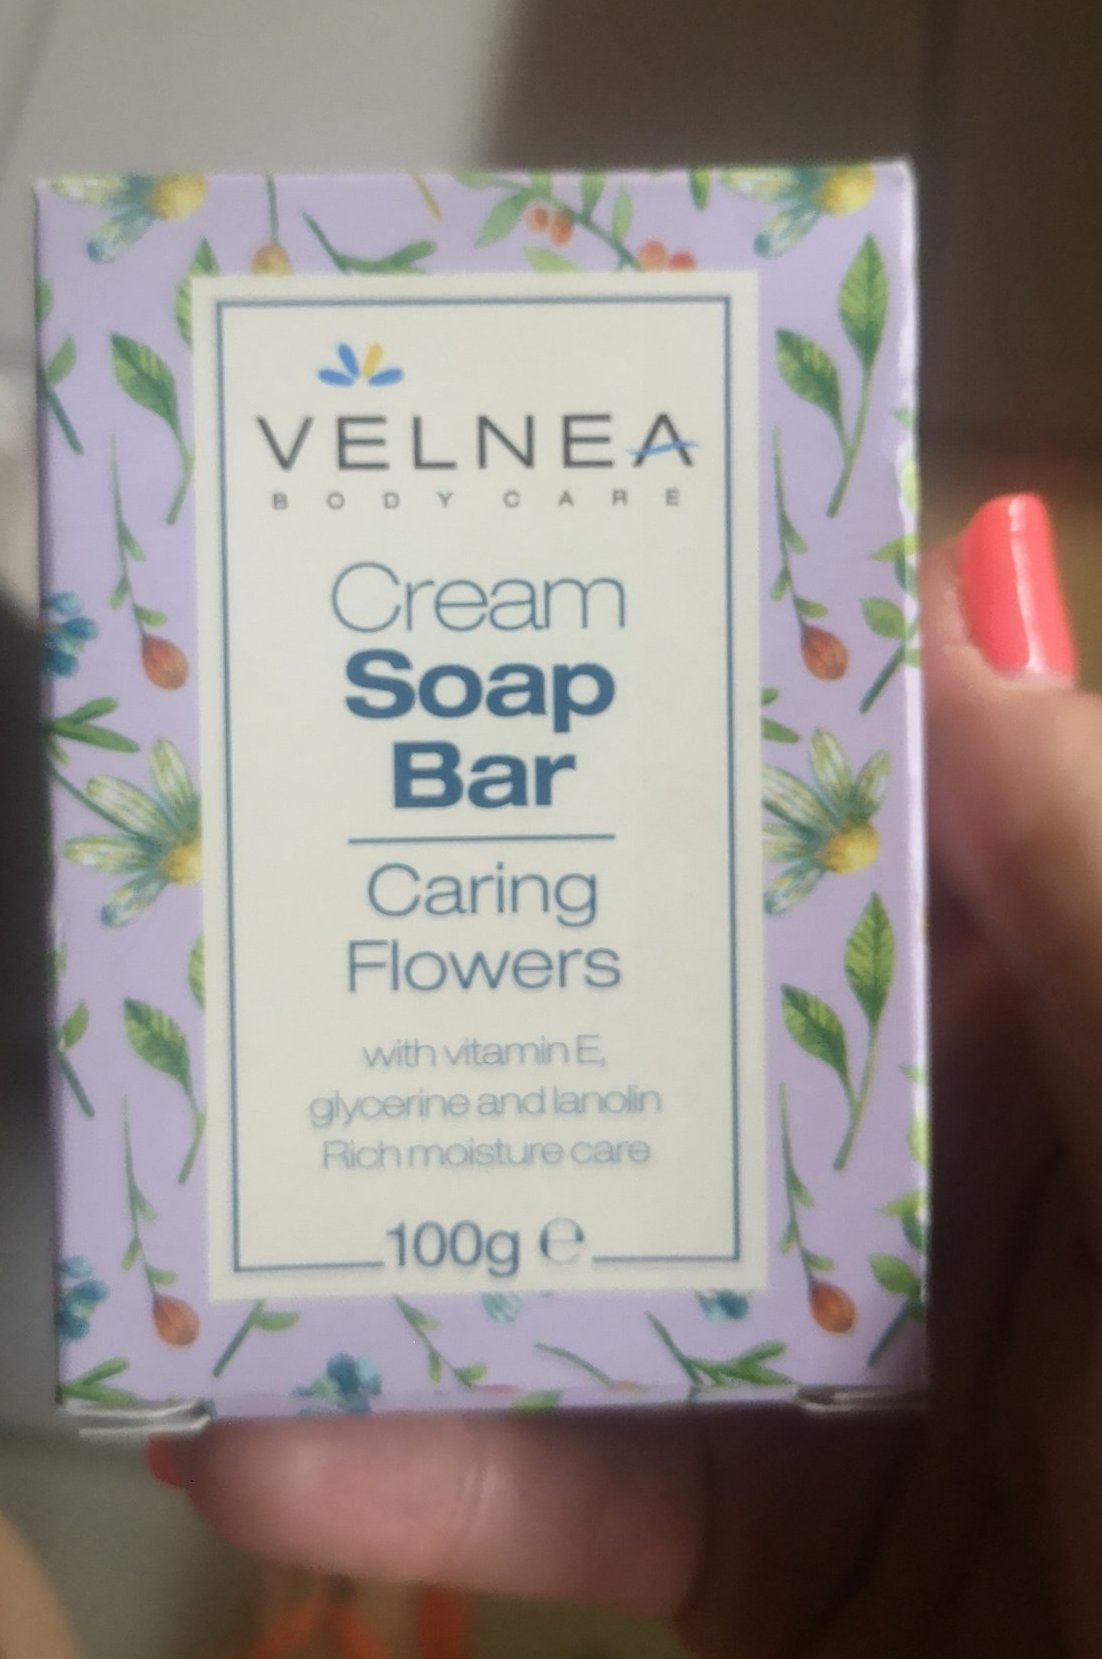 VELNEA
BODY CARE
Cream
Soap
Bar
Caring
Flowers
with vitamin E,
glycerine and lanolin
Rich moisture care
100g ℮